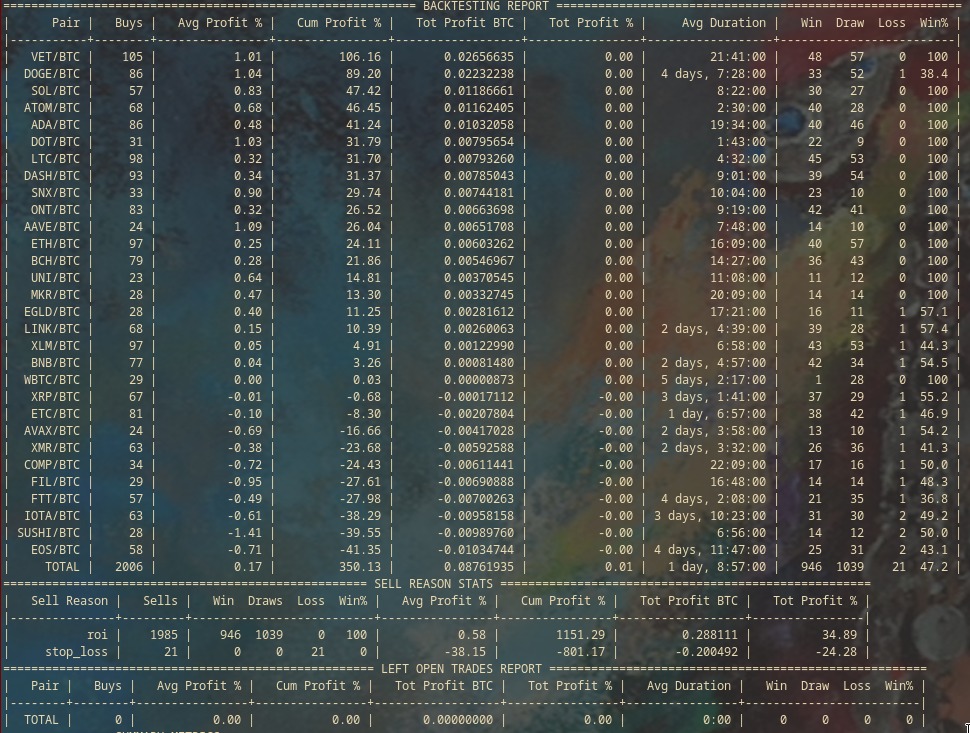 ============================================================ BACKTESTING REPORT ============================================================
| Pair | Buys | Avg Profit % | Cum Profit % | Tot Profit BTC | Tot Profit % | Avg Duration | Win Draw Loss Win% |
|-----------+--------+----------------+----------------+------------------+----------------+------------------+-------------------------|
| VET/BTC | 105 | 1.01 | 106.16 | 0.02656635 | 0.00 | 21:41:00 | 48 57 0 100 |
| DOGE/BTC | 86 | 1.04 | 89.20 | 0.02232238 | 0.00 | 4 days, 7:28:00 | 33 52 1 38.4 |
| SOL/BTC | 57 | 0.83 | 47.42 | 0.01186661 | 0.00 | 8:22:00 | 30 27 0 100 |
| ATOM/BTC | 68 | 0.68 | 46.45 | 0.01162405 | 0.00 | 2:30:00 | 40 28 0 100 |
| ADA/BTC | 86 | 0.48 | 41.24 | 0.01032058 | 0.00 | 19:34:00 | 40 46 0 100 |
| DOT/BTC | 31 | 1.03 | 31.79 | 0.00795654 | 0.00 | 1:43:00 | 22 9 0 100 |
| LTC/BTC | 98 | 0.32 | 31.70 | 0.00793260 | 0.00 | 4:32:00 | 45 53 0 100 |
| DASH/BTC | 93 | 0.34 | 31.37 | 0.00785043 | 0.00 | 9:01:00 | 39 54 0 100 |
| SNX/BTC | 33 | 0.90 | 29.74 | 0.00744181 | 0.00 | 10:04:00 | 23 10 0 100 |
| ONT/BTC | 83 | 0.32 | 26.52 | 0.00663698 | 0.00 | 9:19:00 | 42 41 0 100 |
| AAVE/BTC | 24 | 1.09 | 26.04 | 0.00651708 | 0.00 | 7:48:00 | 14 10 0 100 |
| ETH/BTC | 97 | 0.25 | 24.11 | 0.00603262 | 0.00 | 16:09:00 | 40 57 0 100 |
| BCH/BTC | 79 | 0.28 | 21.86 | 0.00546967 | 0.00 | 14:27:00 | 36 43 0 100 |
| UNI/BTC | 23 | 0.64 | 14.81 | 0.00370545 | 0.00 | 11:08:00 | 11 12 0 100 |
| MKR/BTC | 28 | 0.47 | 13.30 | 0.00332745 | 0.00 | 20:09:00 | 14 14 0 100 |
| EGLD/BTC | 28 | 0.40 | 11.25 | 0.00281612 | 0.00 | 17:21:00 | 16 11 1 57.1 |
| LINK/BTC | 68 | 0.15 | 10.39 | 0.00260063 | 0.00 | 2 days, 4:39:00 | 39 28 1 57.4 |
| XLM/BTC | 97 | 0.05 | 4.91 | 0.00122990 | 0.00 | 6:58:00 | 43 53 1 44.3 |
| BNB/BTC | 77 | 0.04 | 3.26 | 0.00081480 | 0.00 | 2 days, 4:57:00 | 42 34 1 54.5 |
| WBTC/BTC | 29 | 0.00 | 0.03 | 0.00000873 | 0.00 | 5 days, 2:17:00 | 1 28 0 100 |
| XRP/BTC | 67 | -0.01 | -0.68 | -0.00017112 | -0.00 | 3 days, 1:41:00 | 37 29 1 55.2 |
| ETC/BTC | 81 | -0.10 | -8.30 | -0.00207804 | -0.00 | 1 day, 6:57:00 | 38 42 1 46.9 |
| AVAX/BTC | 24 | -0.69 | -16.66 | -0.00417028 | -0.00 | 2 days, 3:58:00 | 13 10 1 54.2 |
| XMR/BTC | 63 | -0.38 | -23.68 | -0.00592588 | -0.00 | 2 days, 3:32:00 | 26 36 1 41.3 |
| COMP/BTC | 34 | -0.72 | -24.43 | -0.00611441 | -0.00 | 22:09:00 | 17 16 1 50.0 |
| FIL/BTC | 29 | -0.95 | -27.61 | -0.00690888 | -0.00 | 16:48:00 | 14 14 1 48.3 |
| FTT/BTC | 57 | -0.49 | -27.98 | -0.00700263 | -0.00 | 4 days, 2:08:00 | 21 35 1 36.8 |
| IOTA/BTC | 63 | -0.61 | -38.29 | -0.00958158 | -0.00 | 3 days, 10:23:00 | 31 30 2 49.2 |
| SUSHI/BTC | 28 | -1.41 | -39.55 | -0.00989760 | -0.00 | 6:56:00 | 14 12 2 50.0 |
| EOS/BTC | 58 | -0.71 | -41.35 | -0.01034744 | -0.00 | 4 days, 11:47:00 | 25 31 2 43.1 |
| TOTAL | 2006 | 0.17 | 350.13 | 0.08761935 | 0.01 | 1 day, 8:57:00 | 946 1039 21 47.2 |
====================================================== SELL REASON STATS ======================================================
| Sell Reason | Sells | Win Draws Loss Win% | Avg Profit % | Cum Profit % | Tot Profit BTC | Tot Profit % |
|---------------+---------+--------------------------+----------------+----------------+------------------+----------------|
| roi | 1985 | 946 1039 0 100 | 0.58 | 1151.29 | 0.288111 | 34.89 |
| stop_loss | 21 | 0 0 21 0 | -38.15 | -801.17 | -0.200492 | -24.28 |
====================================================== LEFT OPEN TRADES REPORT ======================================================
| Pair | Buys | Avg Profit % | Cum Profit % | Tot Profit BTC | Tot Profit % | Avg Duration | Win Draw Loss Win% |
|--------+--------+----------------+----------------+------------------+----------------+----------------+-------------------------|
| TOTAL | 0 | 0.00 | 0.00 | 0.00000000 | 0.00 | 0:00 | 0 0 0 0 |